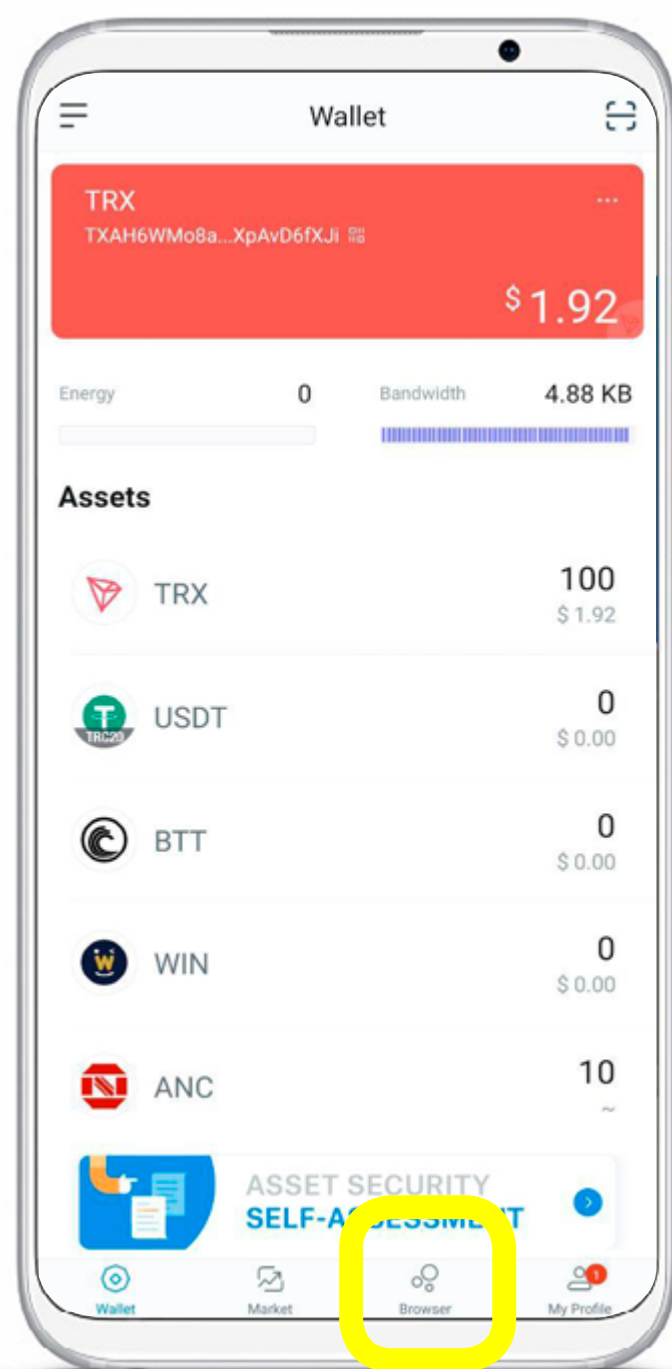 Wallet
TRX
...
TXAH6WMo8a....XpAvD6fXJi
$ 1.92
Energy 0 Bandwidth 4.88 KB
Assets
TRX 100
$ 1.92
USDT 0
TRC20 $ 0.00
BTT 0
$ 0.00
WIN 0
W $ 0.00
ANC 10
~
ASSET SECURITY
SELF-ASSESSMENT
1
Wallet Market Browser My Profile